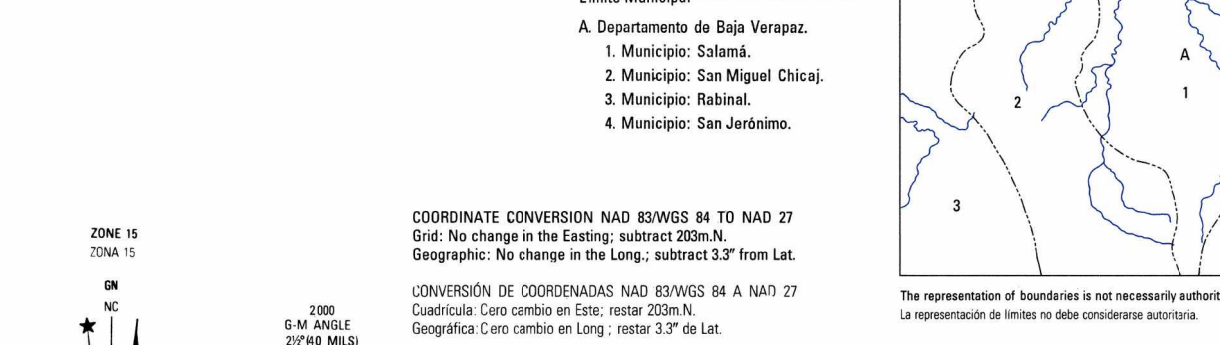 A. Departamento de Baja Verapaz.
1. Municipio: Salamá.
2. Municipio: San Miguel Chicaj.
3. Municipio: Rabinal.
4. Municipio: San Jerónimo.
A
1
2
3
ZONE 15
ZONA 15
GN
NC
2000
G-M ANGLE
2½° (40 MILS)
COORDINATE CONVERSION NAD 83/WGS 84 TO NAD 27
Grid: No change in the Easting; subtract 203m.N.
Geographic: No change in the Long.; subtract 3.3" from Lat.
CONVERSIÓN DE COORDENADAS NAD 83/WGS 84 A NAD 27
Cuadrícula: Cero cambio en Este; restar 203m.N.
Geográfica: Cero cambio en Long ; restar 3.3" de Lat.
The representation of boundaries is not necessarily authorit
La representación de límites no debe considerarse autoritaria.